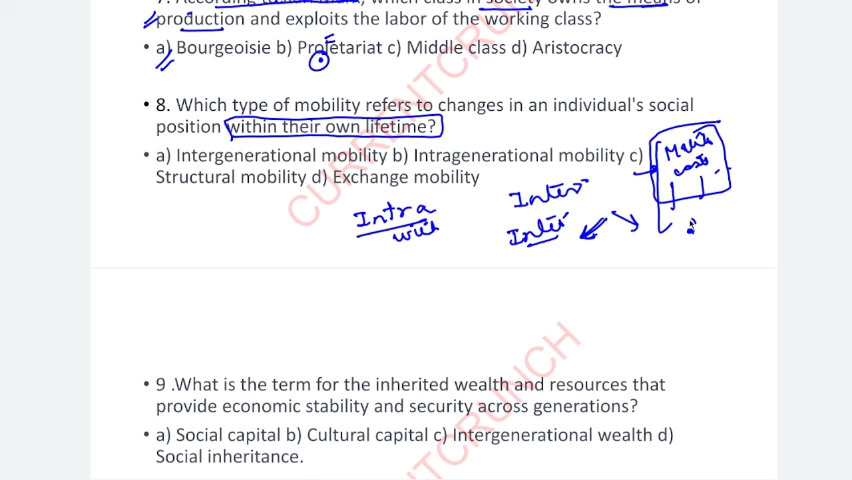 production and exploits the labor of the working class?
• a) Bourgeoisie b) Proletariat c) Middle class d) Aristocracy
• 8. Which type of mobility refers to changes in an individual's social
position within their own lifetime?
• a) Intergenerational mobility b) Intragenerational mobility c)
Structural mobility d) Exchange mobility
Intra
Inter
Inter
CURRENTCRUNCH
• 9 .What is the term for the inherited wealth and resources that
provide economic stability and security across generations?
• a) Social capital b) Cultural capital c) Intergenerational wealth d)
Social inheritance.